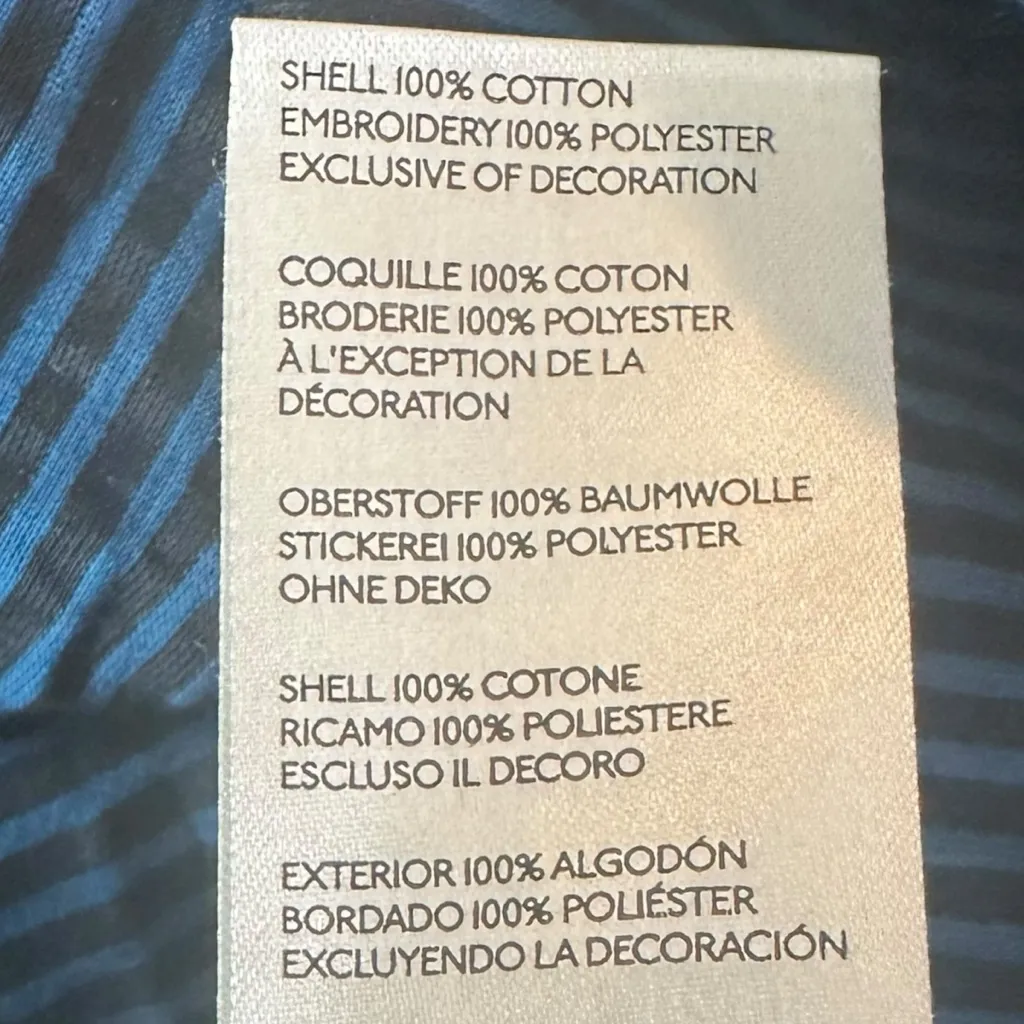 SHELL 100% COTTON
EMBROIDERY 100% POLYESTER
EXCLUSIVE OF DECORATION
COQUILLE 100% COTON
BRODERIE 100% POLYESTER
À L'EXCEPTION DE LA
DÉCORATION
OBERSTOFF 100% BAUMWOLLE
STICKEREI 100% POLYESTER
OHNE DEKO
SHELL 100% COTONE
RICAMO 100% POLIESTERE
ESCLUSO IL DECORO
EXTERIOR 100% ALGODÓN
BORDADO 100% POLIÉSTER
EXCLUYENDO LA DECORACIÓN